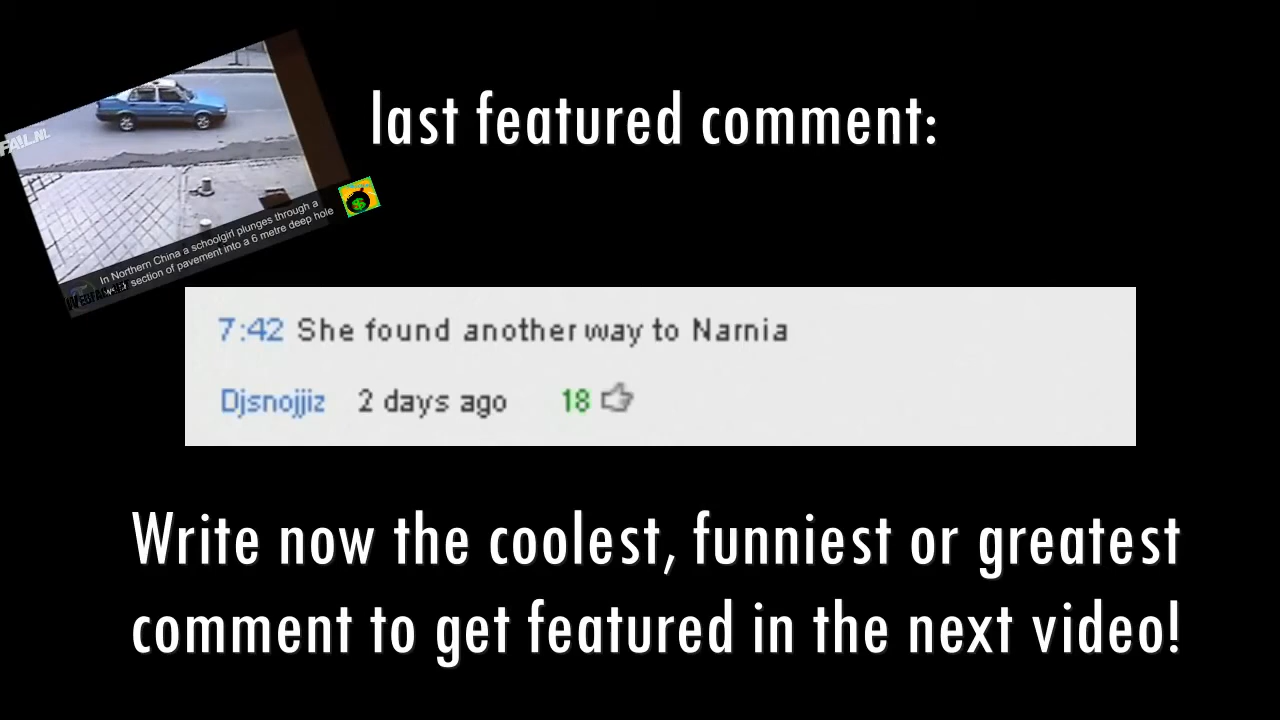 last featured comment:
FAIL.NL
In Northern China a schoolgirl plunges through a
section of pavement into a 6 metre deep hole
7:42 She found another way to Narnia
Djsnojjiz 2 days ago 18
Write now the coolest, funniest or greatest
comment to get featured in the next video!